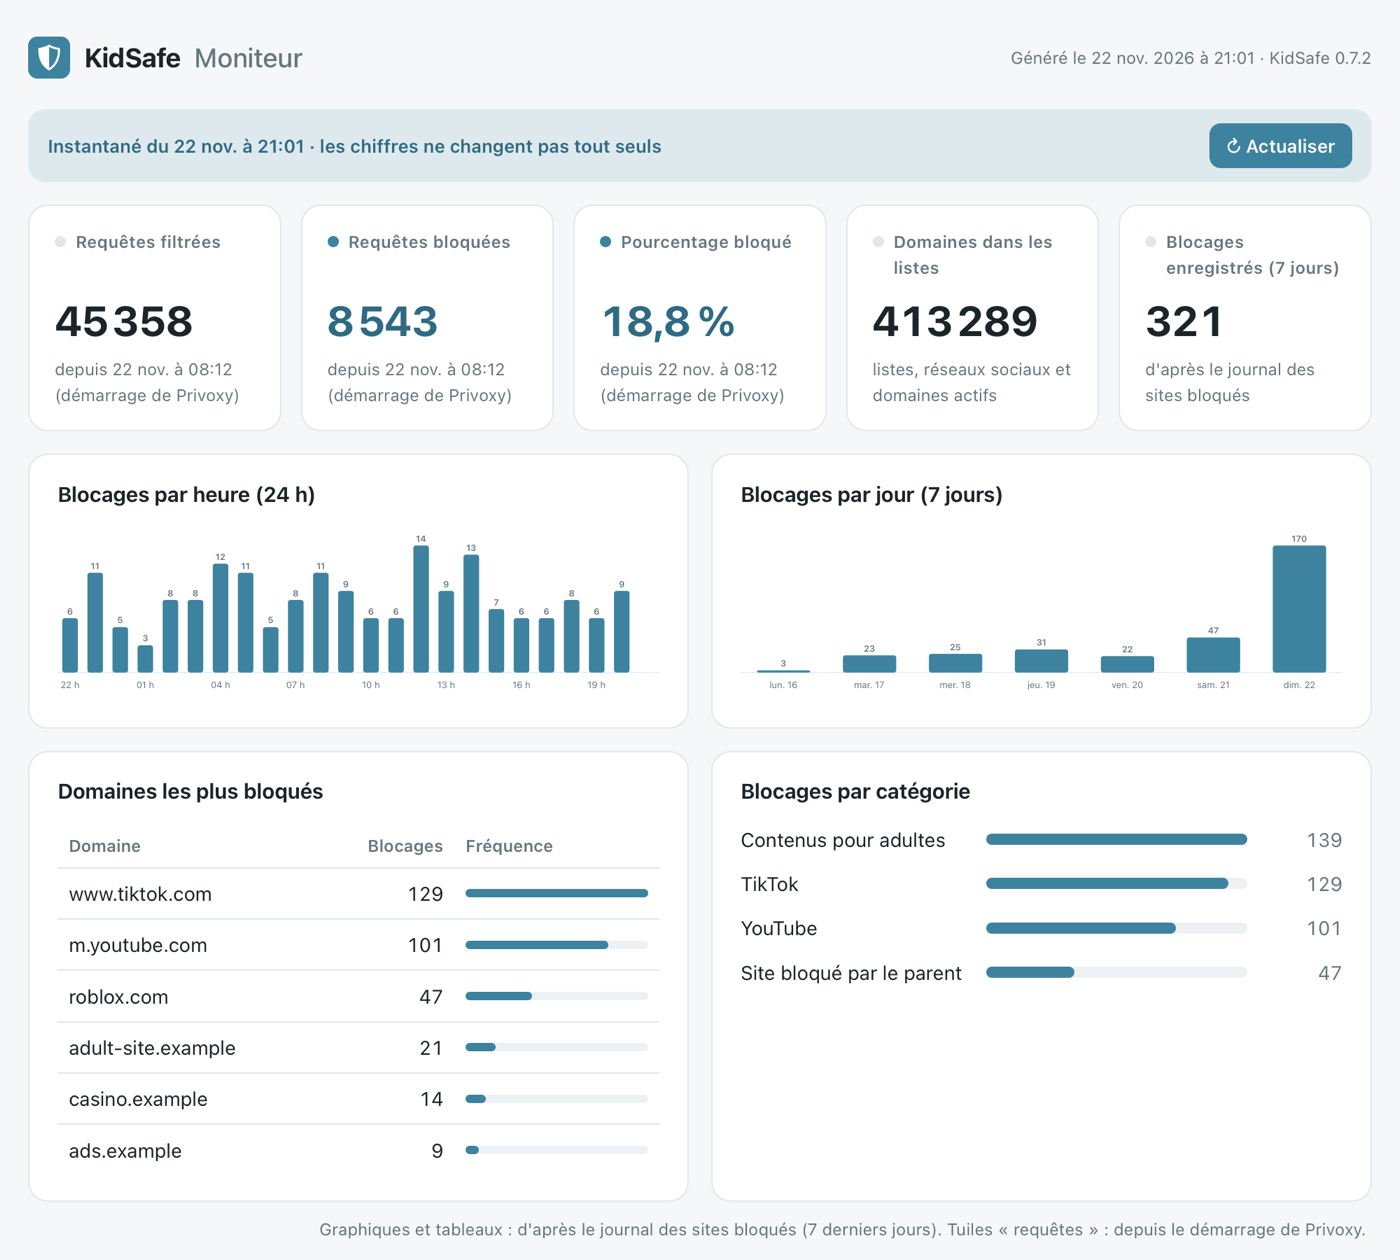 KidSafe Moniteur
Généré le 22 nov. 2026 à 21:01 · KidSafe 0.7.2
Instantané du 22 nov. à 21:01 · les chiffres ne changent pas tout seuls
↻ Actualiser
Requêtes filtrées
45 358
depuis 22 nov. à 08:12
(démarrage de Privoxy)
Requêtes bloquées
8 543
depuis 22 nov. à 08:12
(démarrage de Privoxy)
Pourcentage bloqué
18,8 %
depuis 22 nov. à 08:12
(démarrage de Privoxy)
Domaines dans les
listes
413 289
listes, réseaux sociaux et
domaines actifs
Blocages
enregistrés (7 jours)
321
d'après le journal des
sites bloqués
Blocages par heure (24 h)
6 11 5 3 8 8 12 11 5 8 11 9 6 6 14 9 13 7 6 6 8 6 9
22 h 01 h 04 h 07 h 10 h 13 h 16 h 19 h
Blocages par jour (7 jours)
3 23 25 31 22 47 170
lun. 16 mar. 17 mer. 18 jeu. 19 ven. 20 sam. 21 dim. 22
Domaines les plus bloqués
Domaine Blocages Fréquence
www.tiktok.com 129
m.youtube.com 101
roblox.com 47
adult-site.example 21
casino.example 14
ads.example 9
Blocages par catégorie
Contenus pour adultes 139
TikTok 129
YouTube 101
Site bloqué par le parent 47
Graphiques et tableaux : d'après le journal des sites bloqués (7 derniers jours). Tuiles « requêtes » : depuis le démarrage de Privoxy.